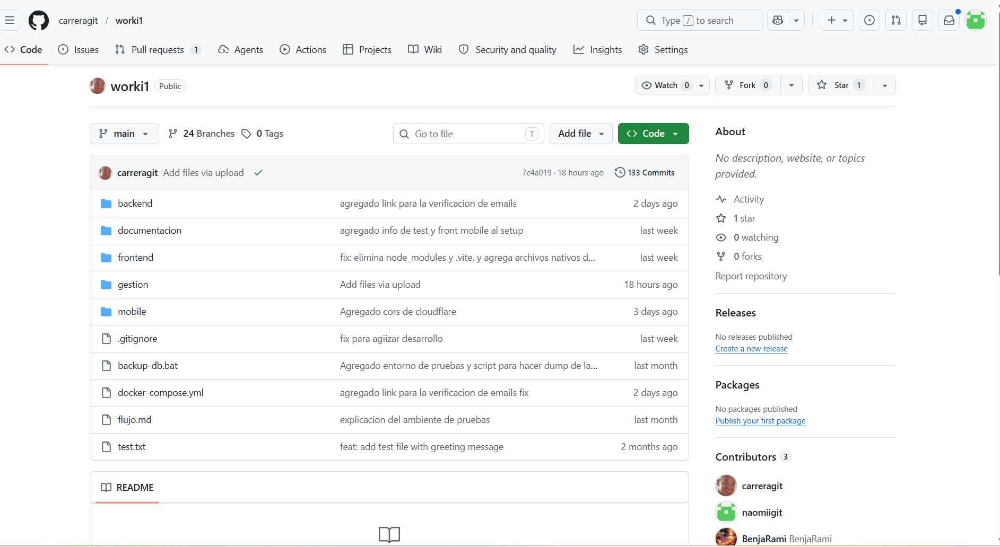 carreragit / worki1
Type / to search
Code
Issues
Pull requests 1
Agents
Actions
Projects
Wiki
Security and quality
Insights
Settings
worki1 Public
Watch 0
Fork 0
Star 1
main
24 Branches
0 Tags
Go to file T
Add file
Code
carreragit Add files via upload 7c4a019 · 18 hours ago 133 Commits
backend agregado link para la verificacion de emails 2 days ago
documentacion agregado info de test y front mobile al setup last week
frontend fix: elimina node_modules y .vite, y agrega archivos nativos d... last week
gestion Add files via upload 18 hours ago
mobile Agregado cors de cloudflare 3 days ago
.gitignore fix para agiizar desarrollo last week
backup-db.bat Agregado entorno de pruebas y script para hacer dump de la... last month
docker-compose.yml agregado link para la verificacion de emails fix 2 days ago
flujo.md explicacion del ambiente de pruebas last month
test.txt feat: add test file with greeting message 2 months ago
README
About
No description, website, or topics
provided.
Activity
1 star
0 watching
0 forks
Report repository
Releases
No releases published
Create a new release
Packages
No packages published
Publish your first package
Contributors 3
carreragit
naomiigit
BenjaRami BenjaRami